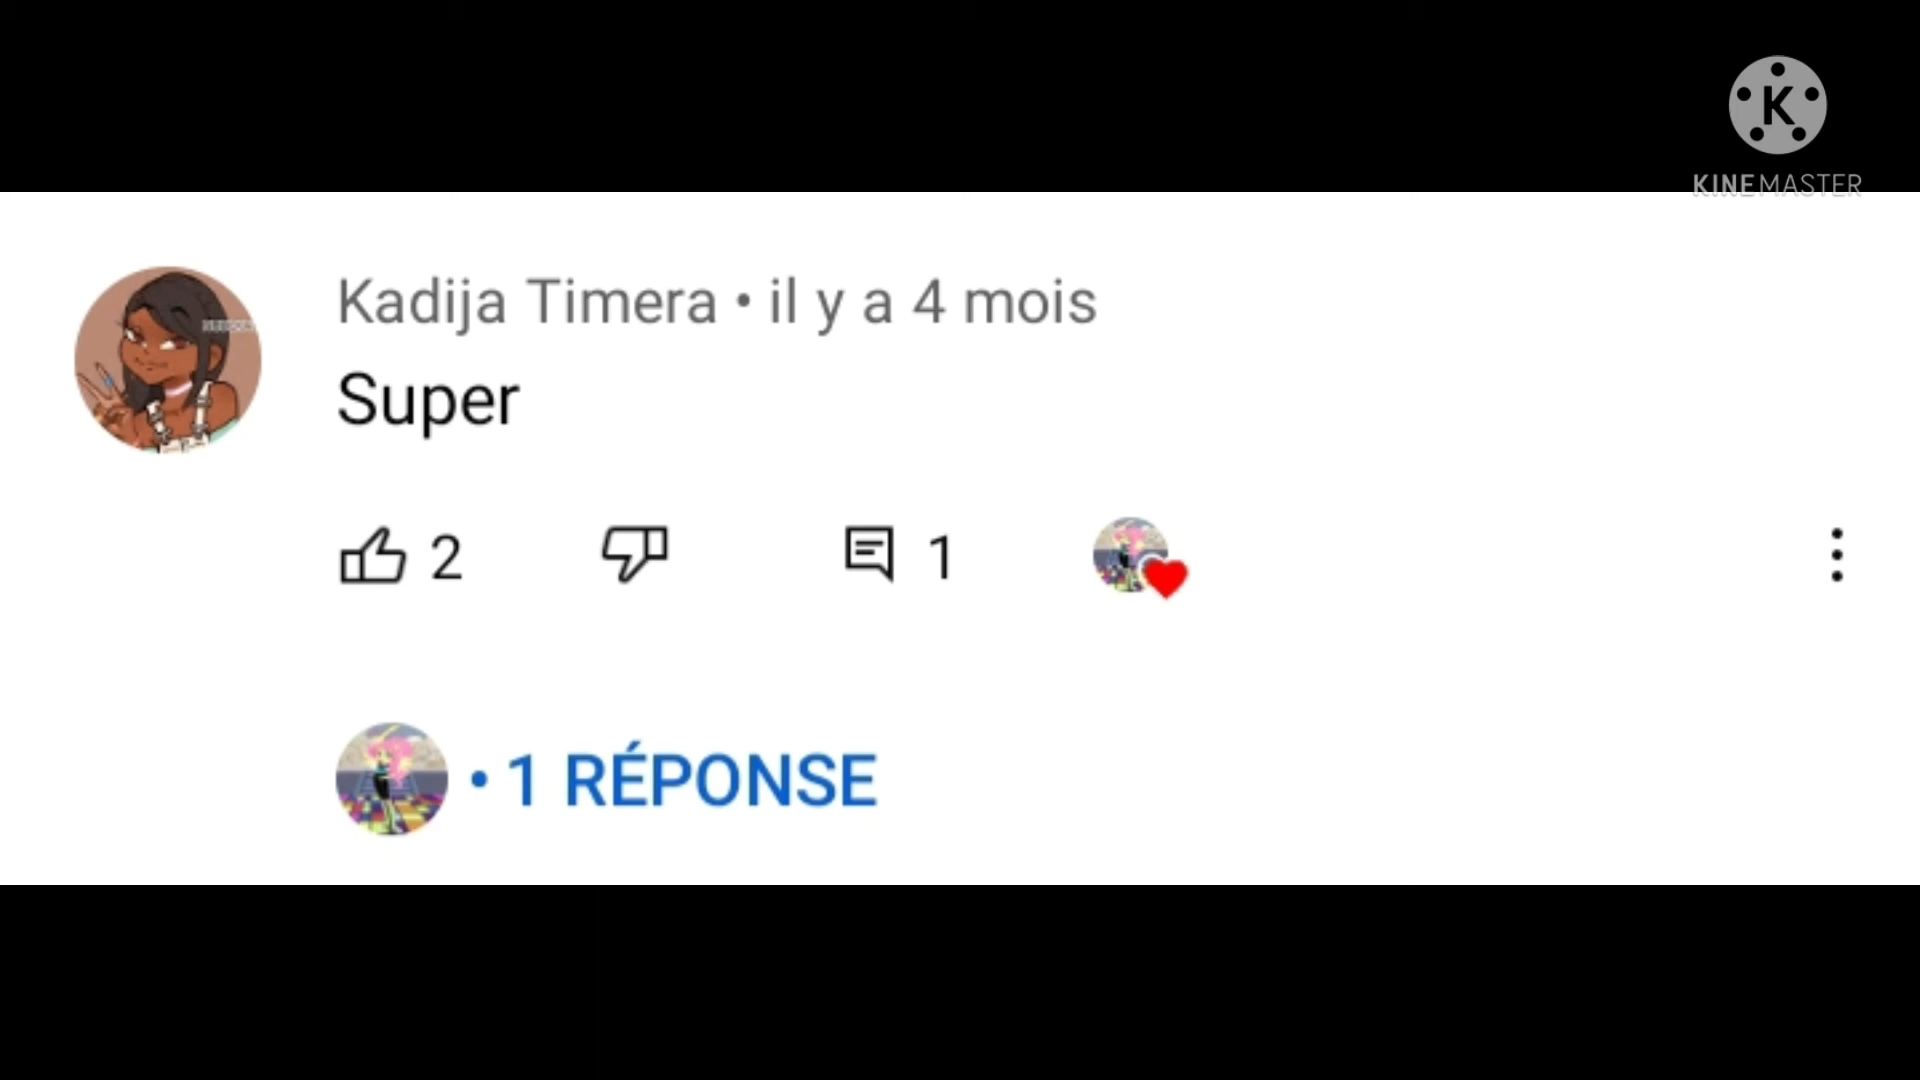 KINEMASTER
Kadija Timera • il y a 4 mois
Super
2 1
• 1 RÉPONSE